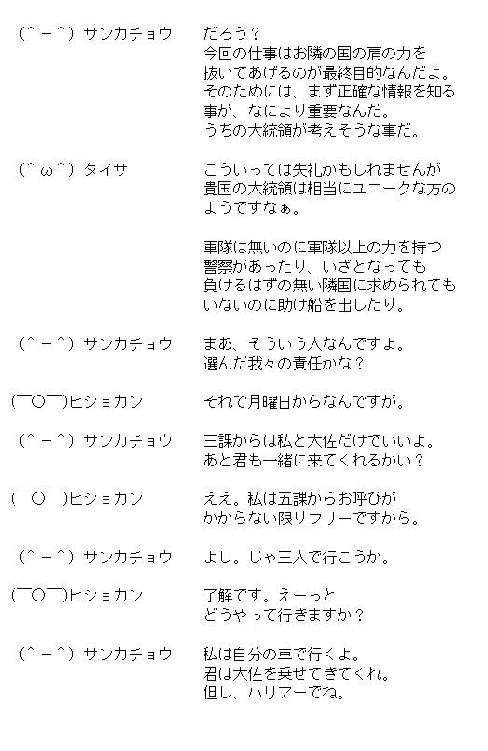 (＾－＾) サンカチョウ　だろう？
今回の仕事はお隣の国の肩の力を
抜いてあげるのが最終目的なんだよ。
そのためには、まず正確な情報を知る
事が、なにより重要なんだ。
うちの大統領が考えそうな事だ。
(＾ω＾) タイサ　こういっては失礼かもしれませんが
貴国の大統領は相当にユニークな方の
ようですなぁ。
軍隊は無いのに軍隊以上の力を持つ
警察があったり、いざとなっても
負けるはずの無い隣国に求められても
いないのに助け船を出したり。
(＾－＾) サンカチョウ　まあ、そういう人なんですよ。
選んだ我々の責任かな？
(￣○￣)ヒショカン　それで月曜日からなんですが。
(＾－＾) サンカチョウ　三課からは私と大佐だけでいいよ。
あと君も一緒に来てくれるかい？
(　○　)ヒショカン　ええ。私は五課からお呼びが
かからない限りフリーですから。
(＾－＾) サンカチョウ　よし。じゃ三人で行こうか。
(￣○￣)ヒショカン　了解です。えーっと
どうやって行きますか？
(＾－＾) サンカチョウ　私は自分の車で行くよ。
君は大佐を乗せてきてくれ。
但し、ハリアーでね。